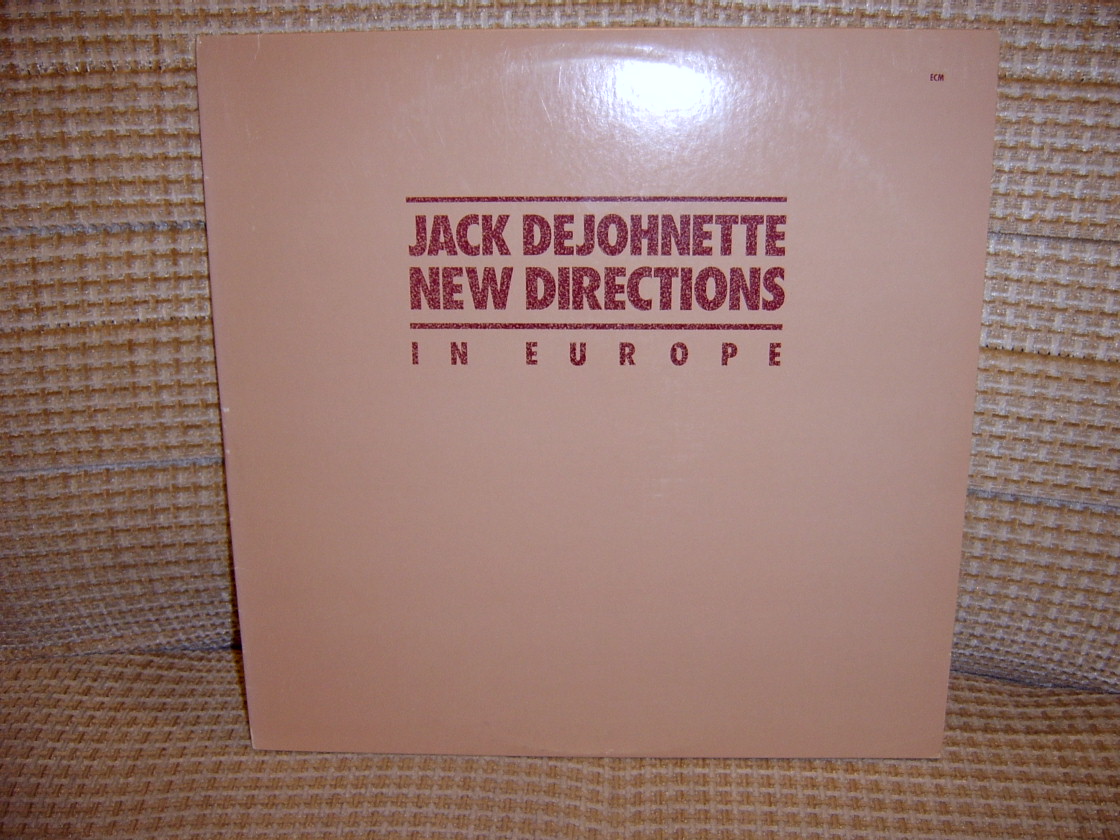 ECM
JACK DEJOHNETTE
NEW DIRECTIONS
IN EUROPE